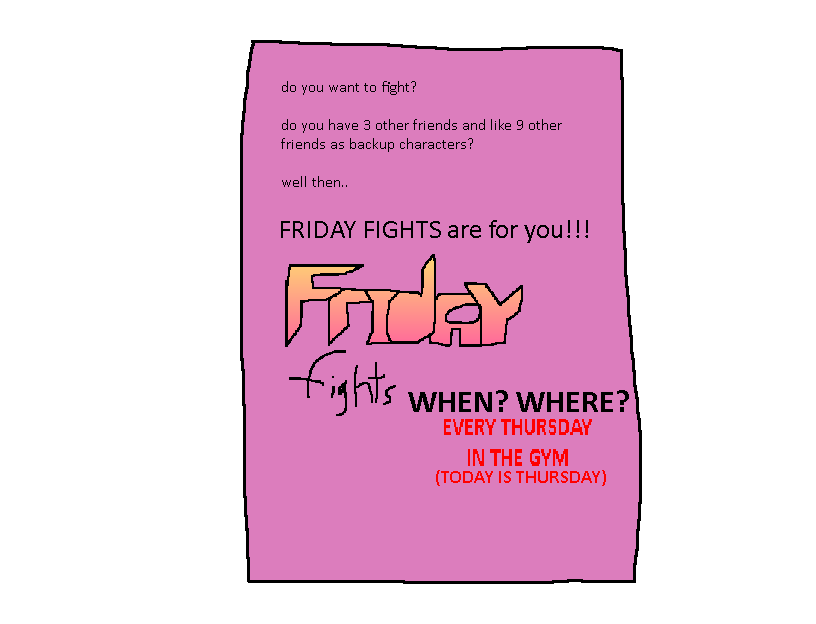 do you want to fight?
do you have 3 other friends and like 9 other
friends as backup characters?
well then..
FRIDAY FIGHTS are for you!!!
FriDAY
fights
WHEN? WHERE?
EVERY THURSDAY
IN THE GYM
(TODAY IS THURSDAY)